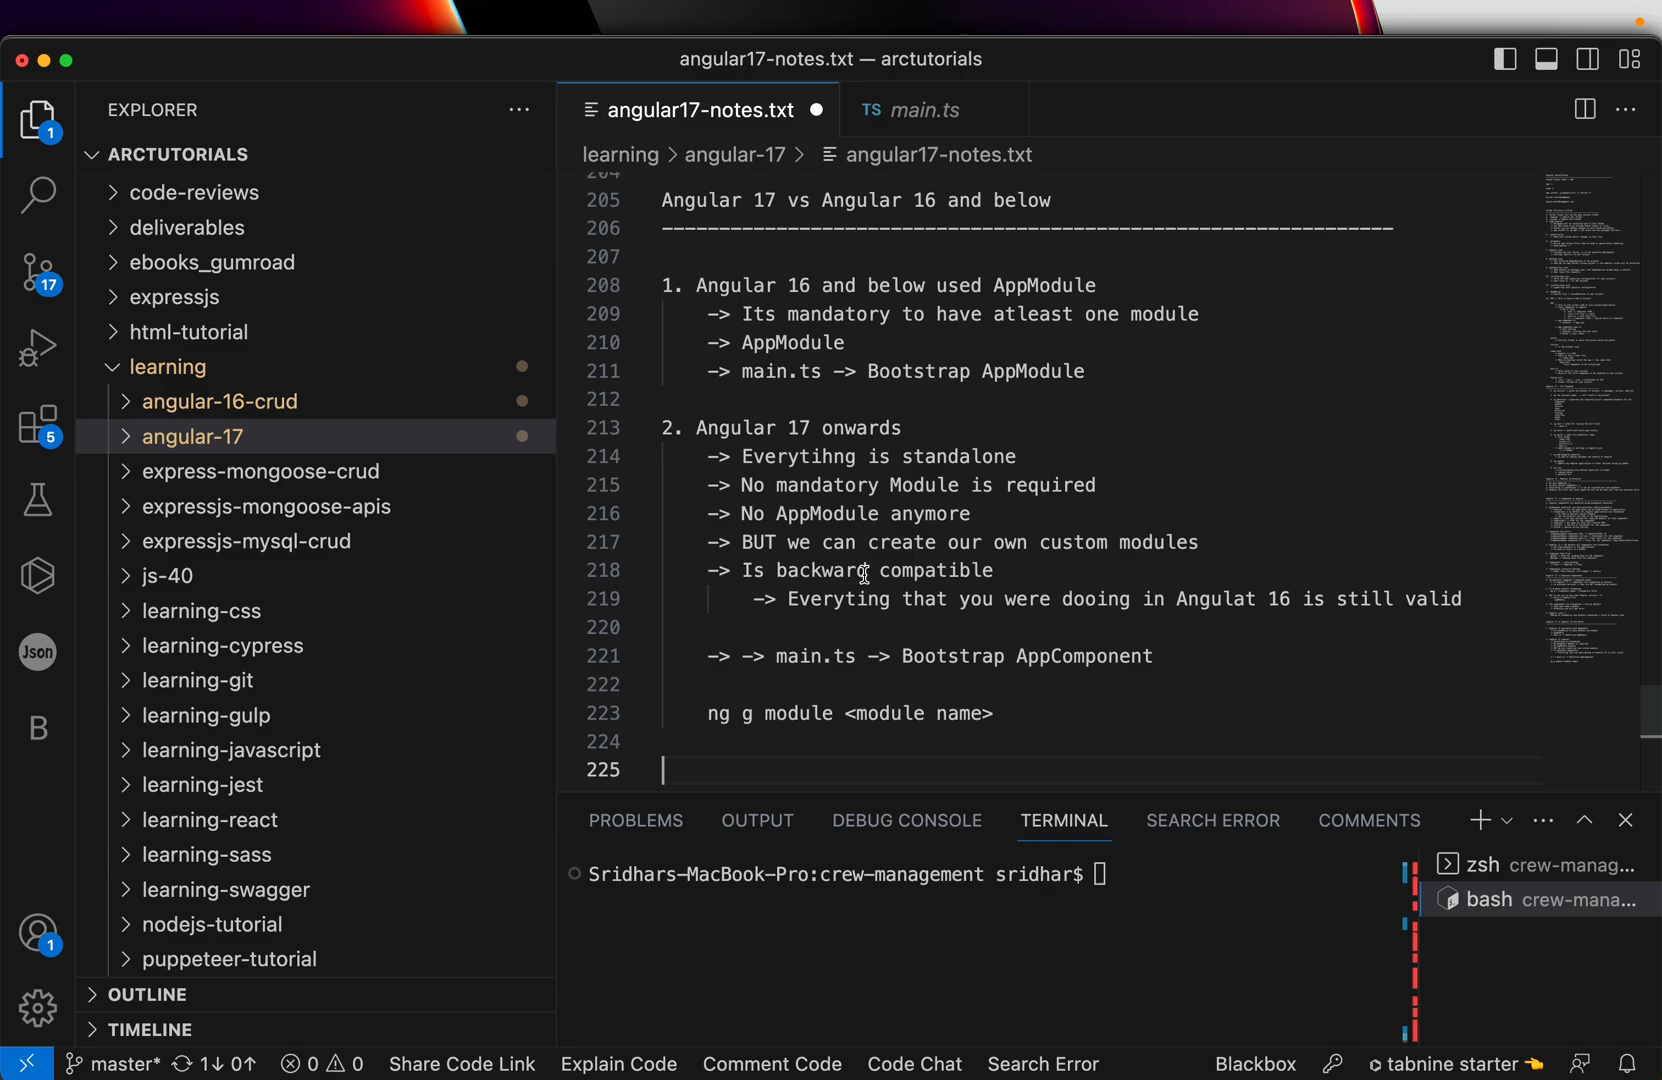 angular17-notes.txt — arctutorials
EXPLORER
ARCTUTORIALS
code-reviews
deliverables
ebooks_gumroad
expressjs
html-tutorial
learning
angular-16-crud
angular-17
express-mongoose-crud
expressjs-mongoose-apis
expressjs-mysql-crud
js-40
learning-css
learning-cypress
learning-git
learning-gulp
learning-javascript
learning-jest
learning-react
learning-sass
learning-swagger
nodejs-tutorial
puppeteer-tutorial
OUTLINE
TIMELINE
1
17
5
Json
B
1
angular17-notes.txt
TS main.ts
learning > angular-17 > angular17-notes.txt
204
205 Angular 17 vs Angular 16 and below
206 ----------------------------------------------------------------
207
208 1. Angular 16 and below used AppModule
209 -> Its mandatory to have atleast one module
210 -> AppModule
211 -> main.ts -> Bootstrap AppModule
212
213 2. Angular 17 onwards
214 -> Everytihng is standalone
215 -> No mandatory Module is required
216 -> No AppModule anymore
217 -> BUT we can create our own custom modules
218 -> Is backward compatible
219 -> Everyting that you were dooing in Angulat 16 is still valid
220
221 -> -> main.ts -> Bootstrap AppComponent
222
223 ng g module <module name>
224
225
PROBLEMS OUTPUT DEBUG CONSOLE TERMINAL SEARCH ERROR COMMENTS
Sridhars-MacBook-Pro:crew-management sridhar$
zsh crew-manag...
bash crew-mana...
master* 1↓ 0↑ 0 0 Share Code Link Explain Code Comment Code Code Chat Search Error Blackbox tabnine starter 👈